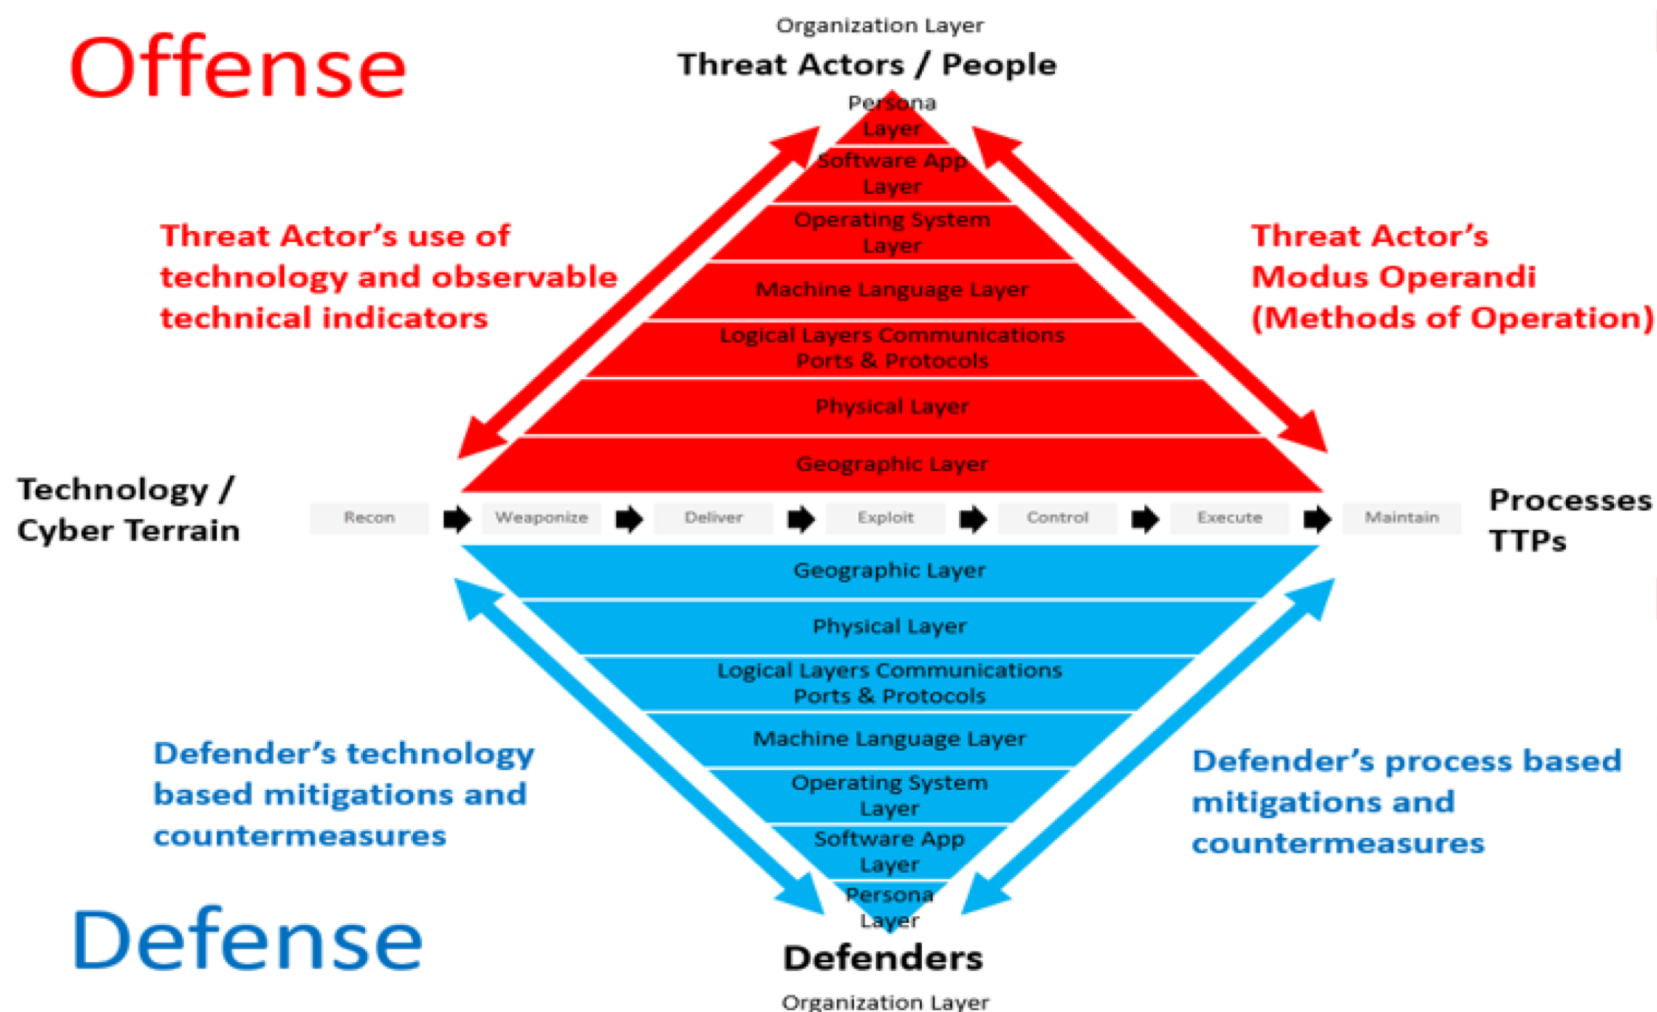 Offense
Organization Layer
Threat Actors / People
Persona
Layer
Software App
Layer
Operating System
Layer
Machine Language Layer
Logical Layers Communications
Ports & Protocols
Physical Layer
Geographic Layer
Threat Actor's use of
technology and observable
technical indicators
Threat Actor's
Modus Operandi
(Methods of Operation)
Technology /
Cyber Terrain
Recon
Weaponize
Deliver
Exploit
Control
Execute
Maintain
Processes
TTPs
Geographic Layer
Physical Layer
Logical Layers Communications
Ports & Protocols
Machine Language Layer
Operating System
Layer
Software App
Layer
Persona
Layer
Defender's technology
based mitigations and
countermeasures
Defender's process based
mitigations and
countermeasures
Defense
Defenders
Organization Layer